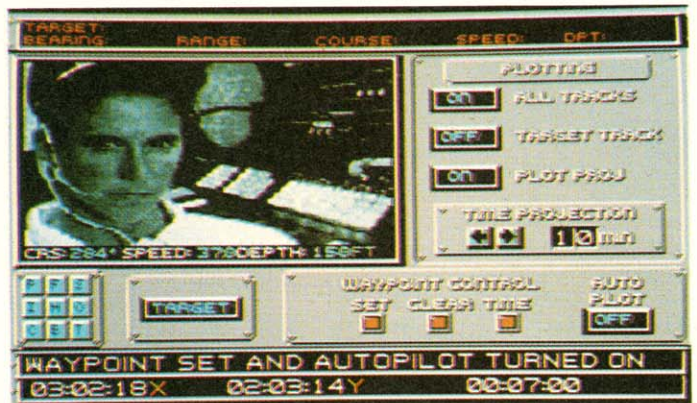 TARGET:
BEARING RANGE: COURSE: SPEED: DPT:
PLOTTING
ON ALL TRACKS
OFF TARGET TRACK
ON PLOT PROJ
TIME PROJECTION
10 min
CRS: 284° SPEED: 37.8 DEPTH: 158FT
P F S
TARGET
WAYPOINT CONTROL
SET CLEAR TIME
AUTO
PILOT
OFF
WAYPOINT SET AND AUTOPILOT TURNED ON
03:02:18X 02:03:14Y 00:07:00